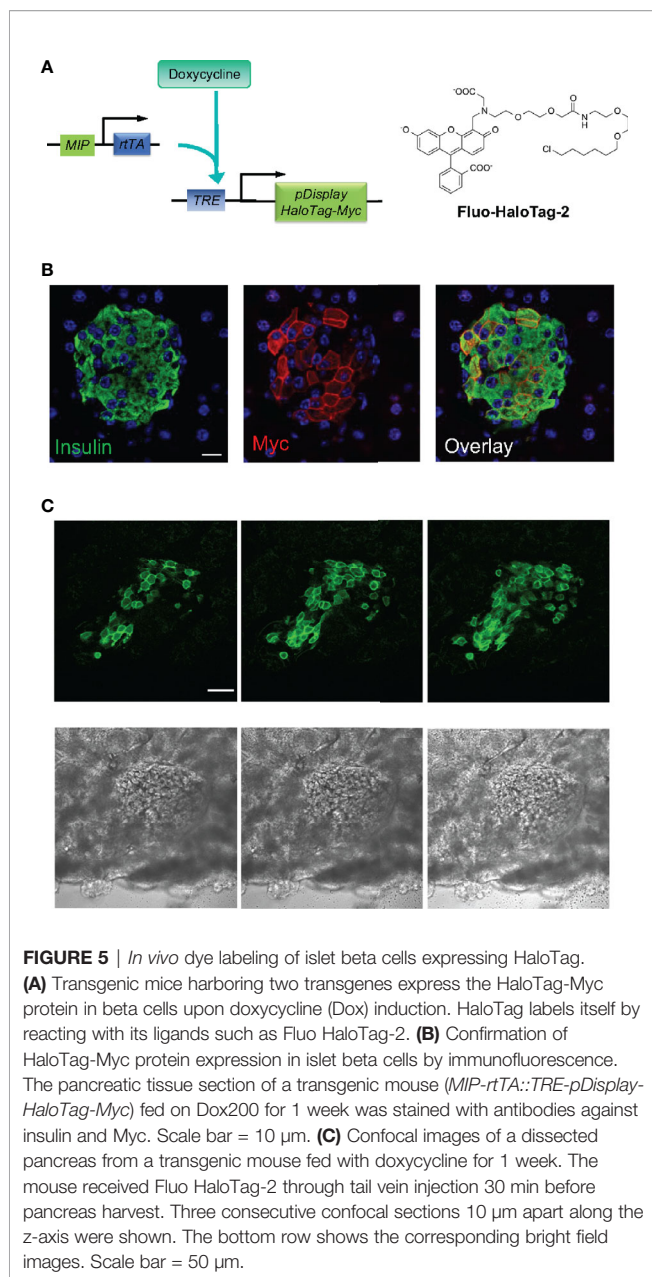 A
Doxycycline
MIP
rtTA
TRE
pDisplay
HaloTag-Myc
-OOC
N
O
O
O
N
H
O
O
Cl
-O
O
O
COO-
Fluo-HaloTag-2
B
Insulin
Myc
Overlay
C
FIGURE 5 | In vivo dye labeling of islet beta cells expressing HaloTag.
(A) Transgenic mice harboring two transgenes express the HaloTag-Myc
protein in beta cells upon doxycycline (Dox) induction. HaloTag labels itself by
reacting with its ligands such as Fluo HaloTag-2. (B) Confirmation of
HaloTag-Myc protein expression in islet beta cells by immunofluorescence.
The pancreatic tissue section of a transgenic mouse (MIP-rtTA::TRE-pDisplay-
HaloTag-Myc) fed on Dox200 for 1 week was stained with antibodies against
insulin and Myc. Scale bar = 10 µm. (C) Confocal images of a dissected
pancreas from a transgenic mouse fed with doxycycline for 1 week. The
mouse received Fluo HaloTag-2 through tail vein injection 30 min before
pancreas harvest. Three consecutive confocal sections 10 µm apart along the
z-axis were shown. The bottom row shows the corresponding bright field
images. Scale bar = 50 µm.